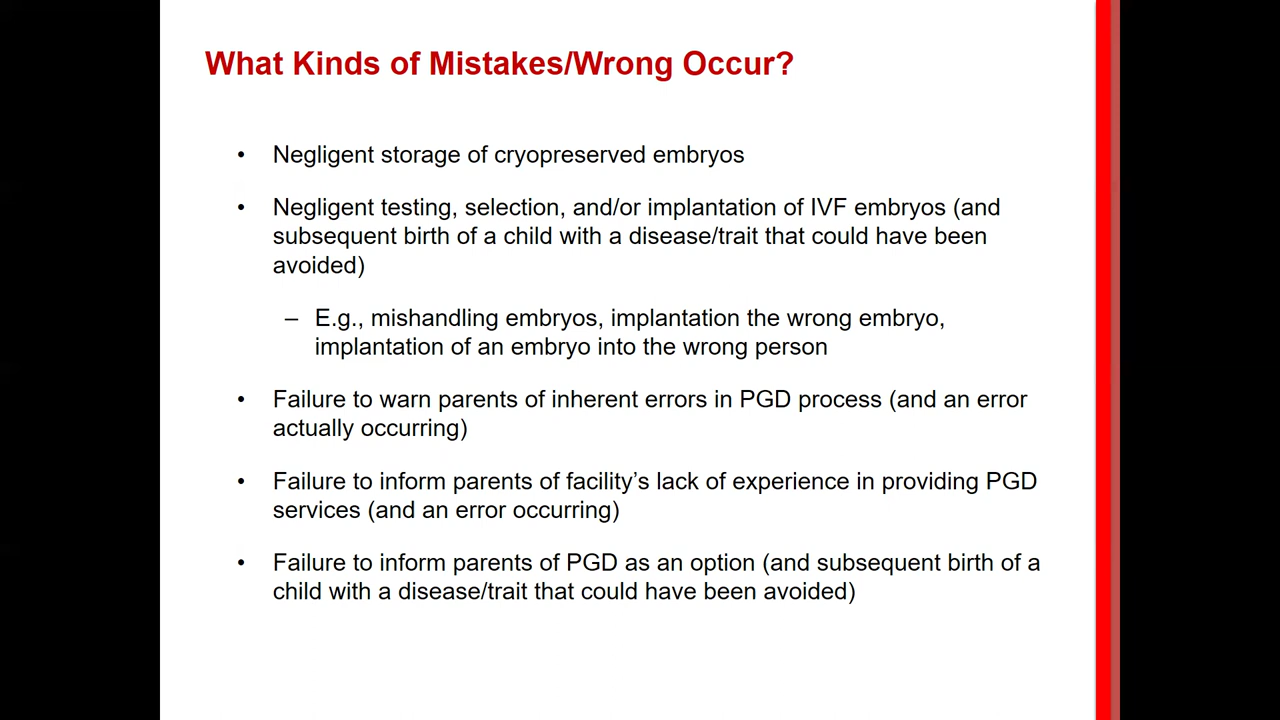 What Kinds of Mistakes/Wrong Occur?
• Negligent storage of cryopreserved embryos
• Negligent testing, selection, and/or implantation of IVF embryos (and
subsequent birth of a child with a disease/trait that could have been
avoided)
– E.g., mishandling embryos, implantation the wrong embryo,
implantation of an embryo into the wrong person
• Failure to warn parents of inherent errors in PGD process (and an error
actually occurring)
• Failure to inform parents of facility’s lack of experience in providing PGD
services (and an error occurring)
• Failure to inform parents of PGD as an option (and subsequent birth of a
child with a disease/trait that could have been avoided)